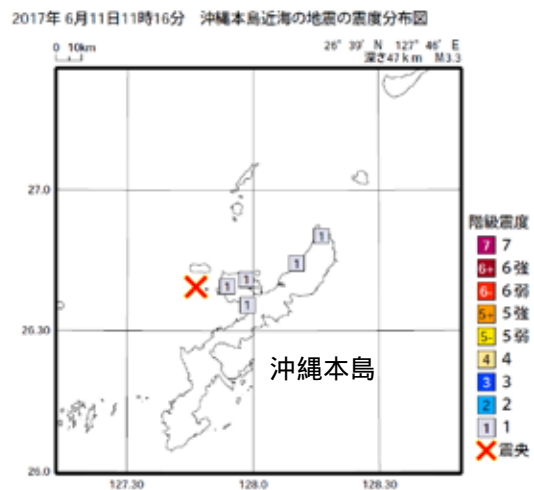 2017年 6月11日11時16分 沖縄本島近海の地震の震度分布図
0 10km
26° 39′ N 127° 46′ E
深さ47km M3.3
27.0
1
1
1
1
1
26.30
沖縄本島
26.0
127.30
128.0
128.30
階級震度
7 7
6+ 6強
6- 6弱
5+ 5強
5- 5弱
4 4
3 3
2 2
1 1
震央